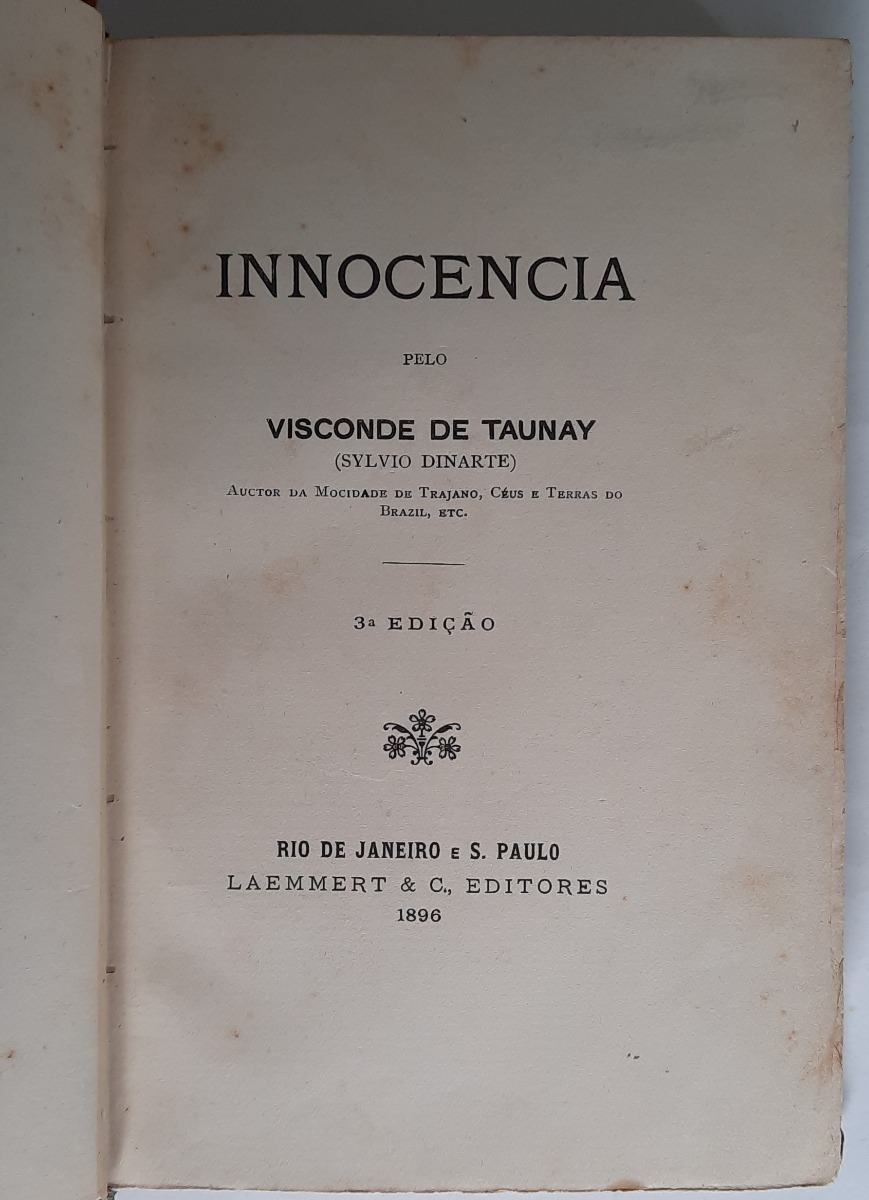 INNOCENCIA
PELO
VISCONDE DE TAUNAY
(SYLVIO DINARTE)
AUCTOR DA MOCIDADE DE TRAJANO, CÉUS E TERRAS DO
BRAZIL, ETC.
3ª EDIÇÃO
RIO DE JANEIRO E S. PAULO
LAEMMERT & C., EDITORES
1896